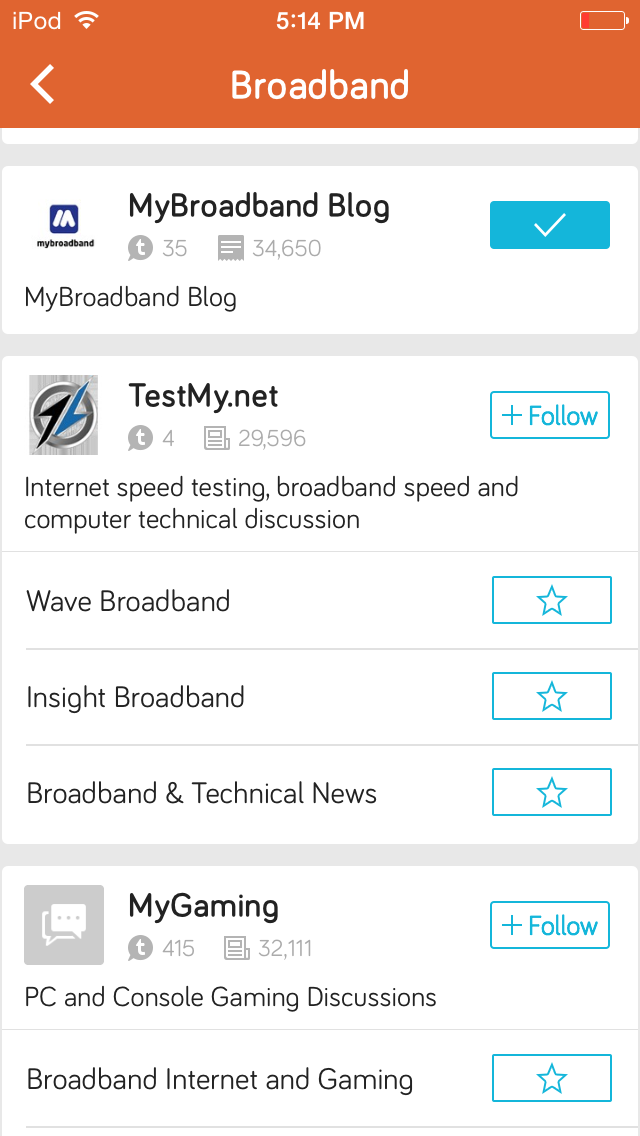 iPod 5:14 PM
Broadband
MyBroadband Blog
mybroadband
35 34,650
MyBroadband Blog
TestMy.net
+ Follow
4 29,596
Internet speed testing, broadband speed and
computer technical discussion
Wave Broadband
Insight Broadband
Broadband & Technical News
MyGaming
+ Follow
415 32,111
PC and Console Gaming Discussions
Broadband Internet and Gaming